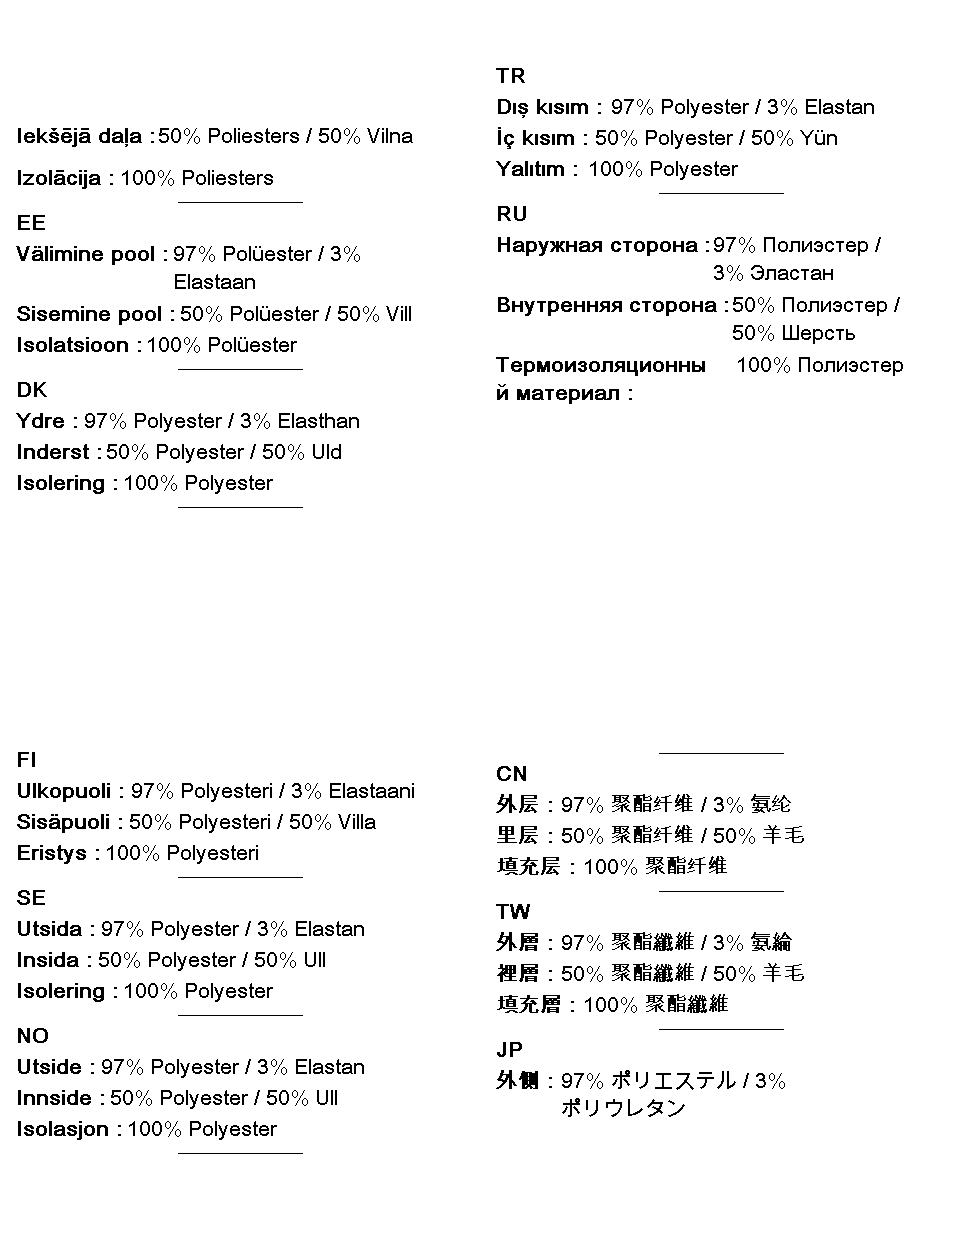 Iekšējā daļa : 50% Poliesters / 50% Vilna
Izolācija : 100% Poliesters
EE
Välimine pool : 97% Polüester / 3%
Elastaan
Sisemine pool : 50% Polüester / 50% Vill
Isolatsioon : 100% Polüester
DK
Ydre : 97% Polyester / 3% Elasthan
Inderst : 50% Polyester / 50% Uld
Isolering : 100% Polyester
FI
Ulkopuoli : 97% Polyesteri / 3% Elastaani
Sisäpuoli : 50% Polyesteri / 50% Villa
Eristys : 100% Polyesteri
SE
Utsida : 97% Polyester / 3% Elastan
Insida : 50% Polyester / 50% Ull
Isolering : 100% Polyester
NO
Utside : 97% Polyester / 3% Elastan
Innside : 50% Polyester / 50% Ull
Isolasjon : 100% Polyester
TR
Dış kısım : 97% Polyester / 3% Elastan
İç kısım : 50% Polyester / 50% Yün
Yalıtım : 100% Polyester
RU
Наружная сторона : 97% Полиэстер /
3% Эластан
Внутренняя сторона : 50% Полиэстер /
50% Шерсть
Термоизоляционны 100% Полиэстер
й материал :
CN
外层 : 97% 聚酯纤维 / 3% 氨纶
里层 : 50% 聚酯纤维 / 50% 羊毛
填充层 : 100% 聚酯纤维
TW
外層 : 97% 聚酯纖維 / 3% 氨綸
裡層 : 50% 聚酯纖維 / 50% 羊毛
填充層 : 100% 聚酯纖維
JP
外側 : 97% ポリエステル / 3%
ポリウレタン